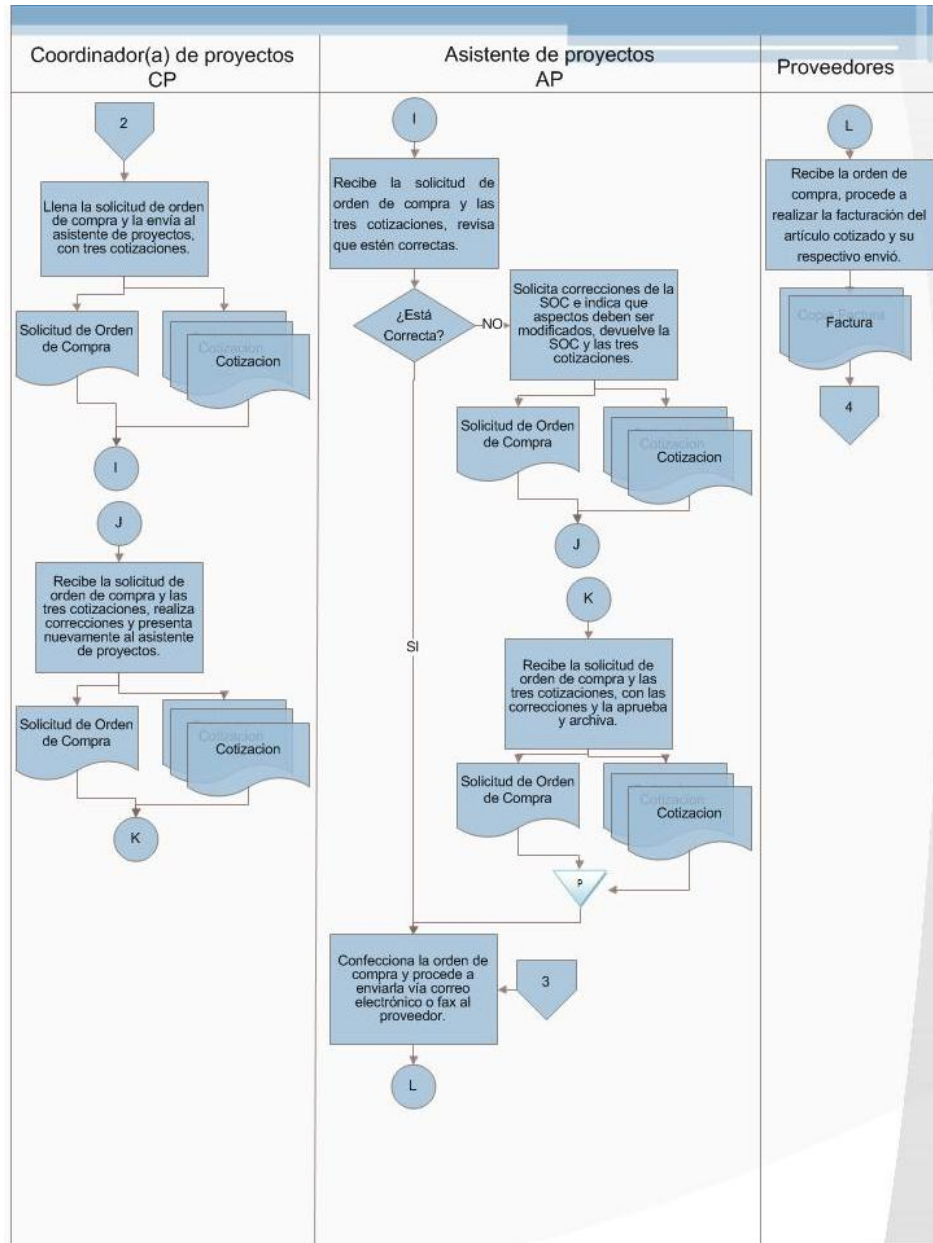 Coordinador(a) de proyectos
CP
2
Llena la solicitud de orden
de compra y la envía al
asistente de proyectos,
con tres cotizaciones.
Solicitud de Orden
de Compra
Cotizacion
Cotizacion
I
J
Recibe la solicitud de
orden de compra y las
tres cotizaciones, realiza
correcciones y presenta
nuevamente al asistente
de proyectos.
Solicitud de Orden
de Compra
Cotizacion
Cotizacion
K
Asistente de proyectos
AP
I
Recibe la solicitud de
orden de compra y las
tres cotizaciones, revisa
que estén correctas.
¿Está
Correcta?
NO
Solicita correcciones de la
SOC e indica que
aspectos deben ser
modificados, devuelve la
SOC y las tres
cotizaciones.
Solicitud de Orden
de Compra
Cotizacion
Cotizacion
J
K
SI
Recibe la solicitud de
orden de compra y las
tres cotizaciones, con las
correcciones y la aprueba
y archiva.
Solicitud de Orden
de Compra
Cotizacion
Cotizacion
P
Confecciona la orden de
compra y procede a
enviarla vía correo
electrónico o fax al
proveedor.
3
L
Proveedores
L
Recibe la orden de
compra, procede a
realizar la facturación del
artículo cotizado y su
respectivo envió.
Copia Factura
Factura
4